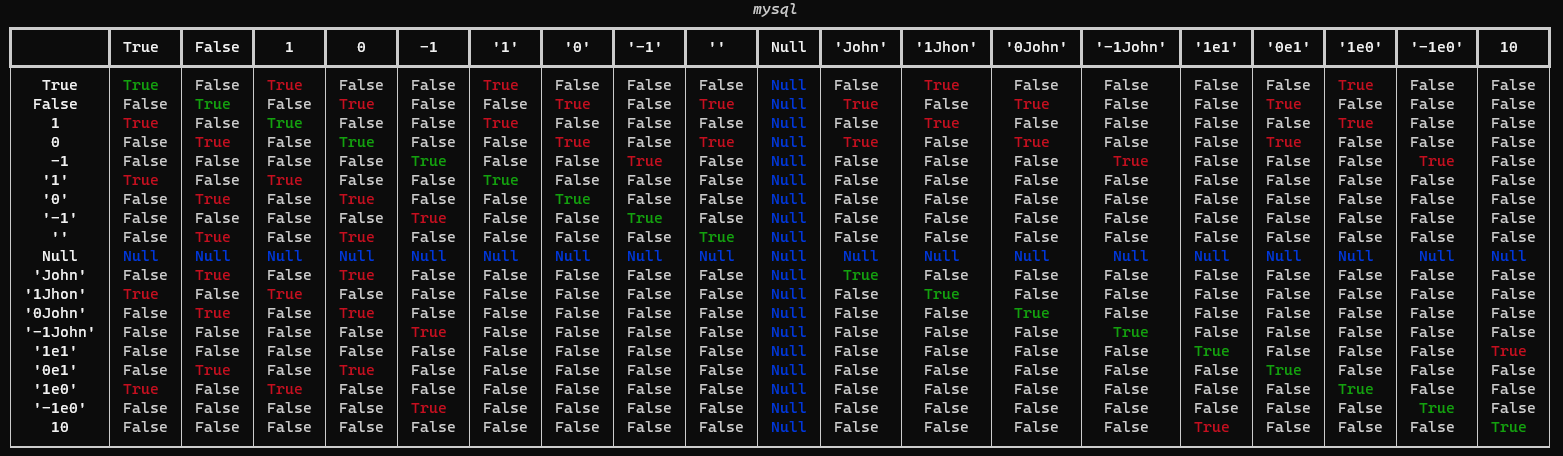 mysql
True False 1 0 -1 '1' '0' '-1' '' Null 'John' '1Jhon' '0John' '-1John' '1e1' '0e1' '1e0' '-1e0' 10
True True False True False False True False False False Null False True False False False False True False False
False False True False True False False True False True Null True False True False False True False False False
1 True False True False False True False False False Null False True False False False False True False False
0 False True False True False False True False True Null True False True False False True False False False
-1 False False False False True False False True False Null False False False True False False False True False
'1' True False True False False True False False False Null False False False False False False False False False
'0' False True False True False False True False False Null False False False False False False False False False
'-1' False False False False True False False True False Null False False False False False False False False False
'' False True False True False False False False True Null False False False False False False False False False
Null Null Null Null Null Null Null Null Null Null Null Null Null Null Null Null Null Null Null Null
'John' False True False True False False False False False Null True False False False False False False False False
'1Jhon' True False True False False False False False False Null False True False False False False False False False
'0John' False True False True False False False False False Null False False True False False False False False False
'-1John' False False False False True False False False False Null False False False True False False False False False
'1e1' False False False False False False False False False Null False False False False True False False False True
'0e1' False True False True False False False False False Null False False False False False True False False False
'1e0' True False True False False False False False False Null False False False False False False True False False
'-1e0' False False False False True False False False False Null False False False False False False False True False
10 False False False False False False False False False Null False False False False True False False False True